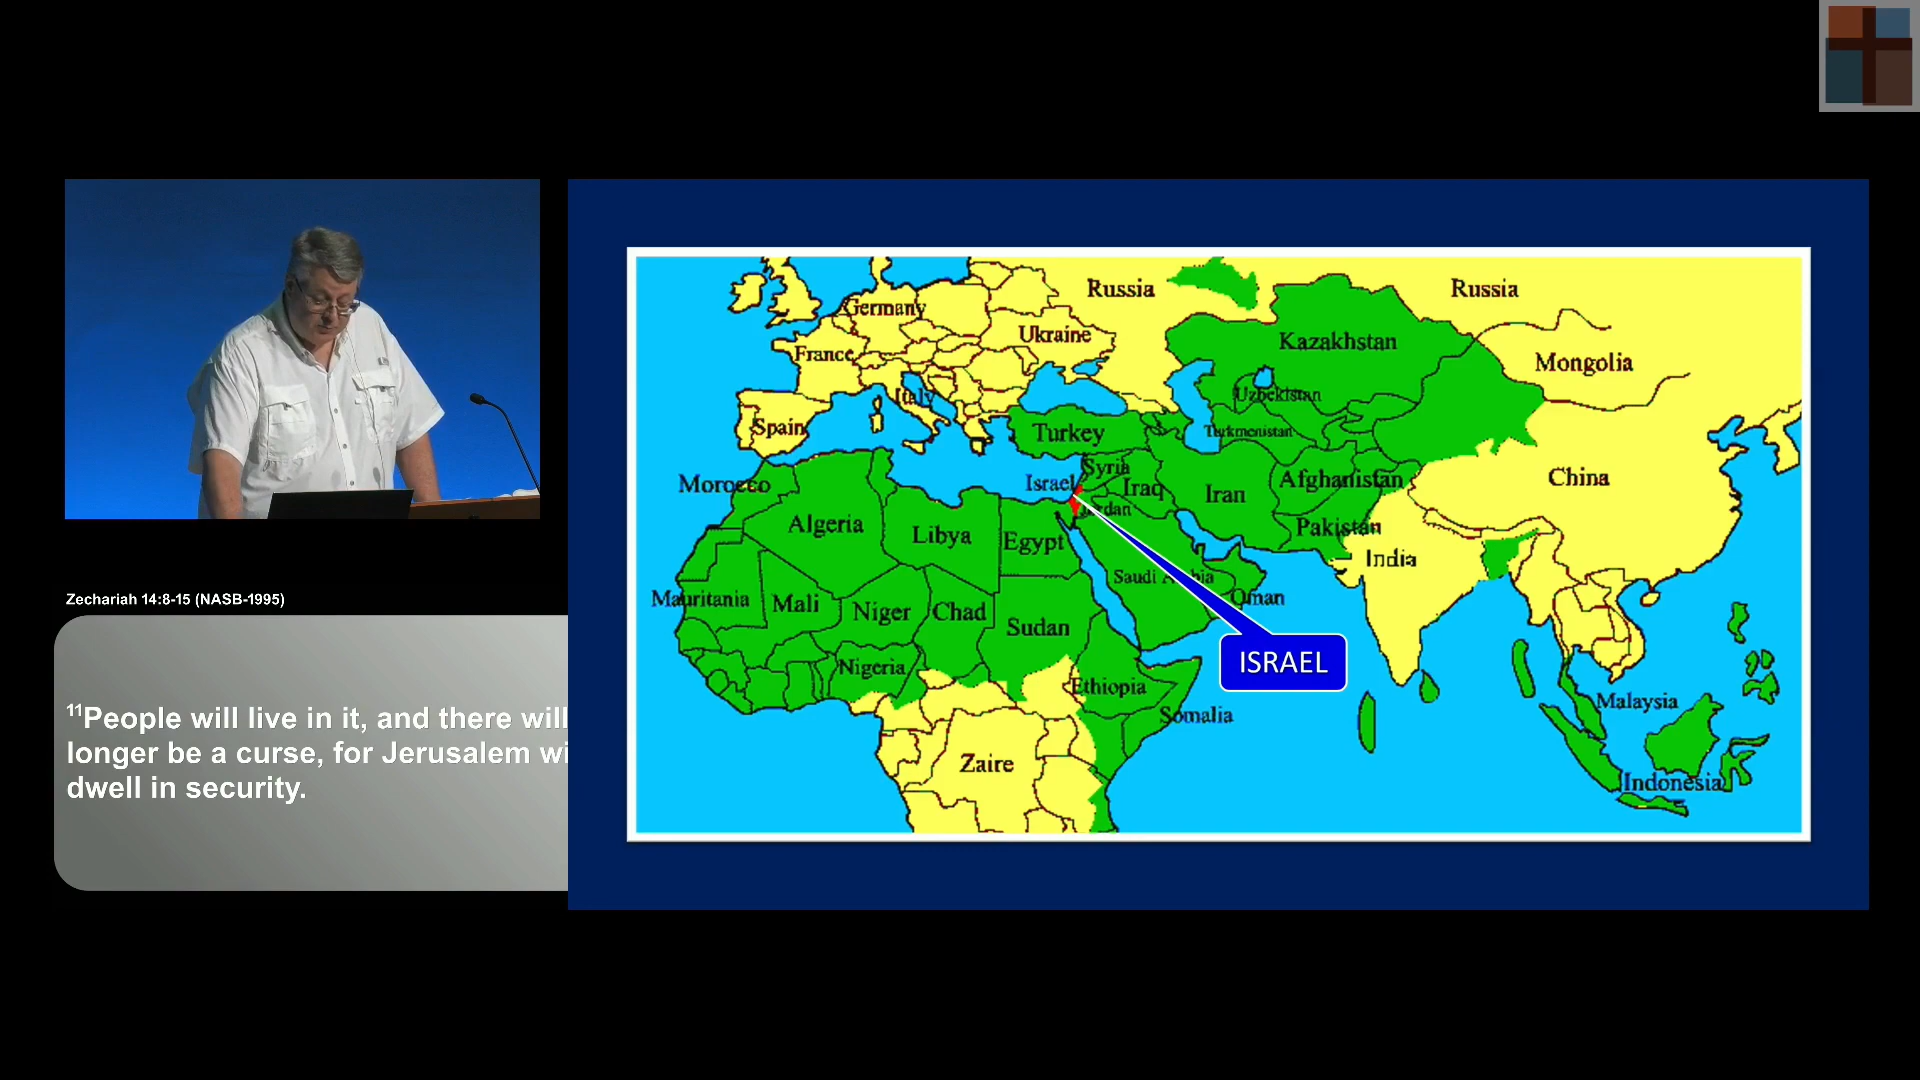 Zechariah 14:8-15 (NASB-1995)
11People will live in it, and there will
longer be a curse, for Jerusalem wi
dwell in security.
Russia
Russia
Germany
Ukraine
Kazakhstan
France
Mongolia
Italy
Uzbekistan
Spain
Turkey
Turkmenistan
Syria
Morocco
Israel
Iraq
Iran
Afghanistan
China
Jordan
Algeria
Libya
Egypt
Pakistan
India
Saudi Arabia
Oman
Mauritania
Mali
Niger
Chad
Sudan
ISRAEL
Nigeria
Ethiopia
Malaysia
Somalia
Zaire
Indonesia